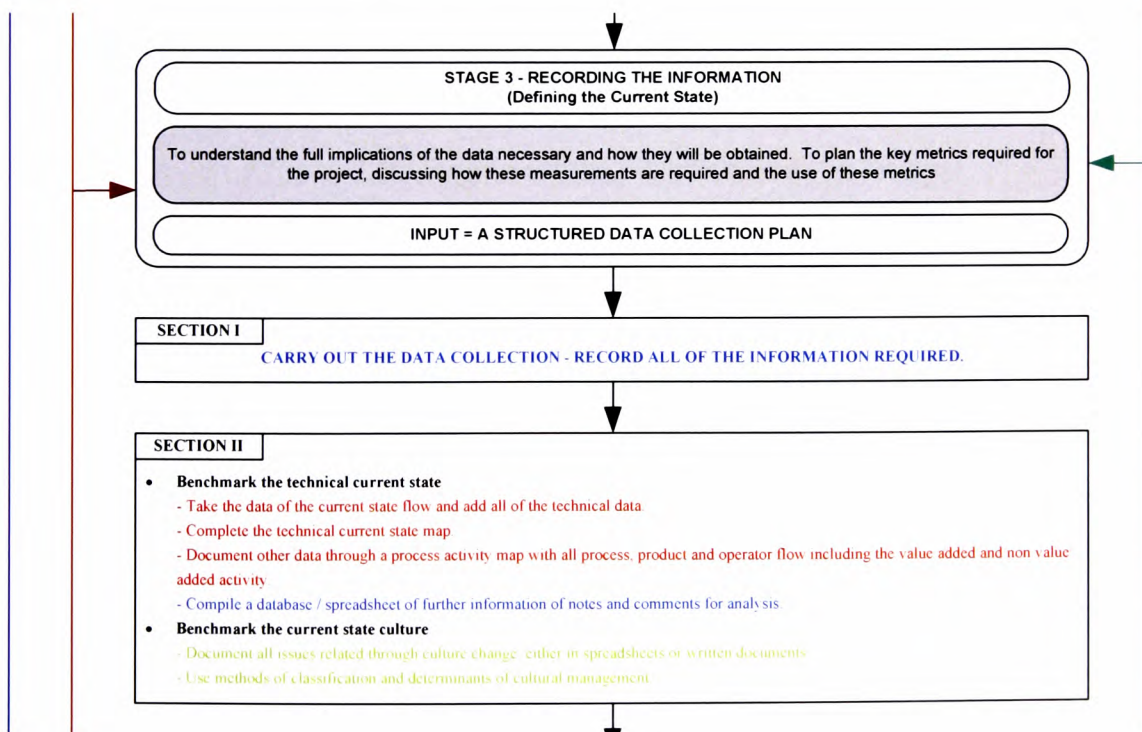 STAGE 3 - RECORDING THE INFORMATION
(Defining the Current State)
To understand the full implications of the data necessary and how they will be obtained. To plan the key metrics required for
the project, discussing how these measurements are required and the use of these metrics
INPUT = A STRUCTURED DATA COLLECTION PLAN
SECTION I
CARRY OUT THE DATA COLLECTION - RECORD ALL OF THE INFORMATION REQUIRED.
SECTION II
• Benchmark the technical current state
- Take the data of the current state flow and add all of the technical data
- Complete the technical current state map
- Document other data through a process activity map with all process, product and operator flow including the value added and non value
added activity
- Compile a database / spreadsheet of further information of notes and comments for analysis
• Benchmark the current state culture
- Document all issues related through culture change either in spreadsheets or written documents
- Use methods of classification and determinants of cultural management